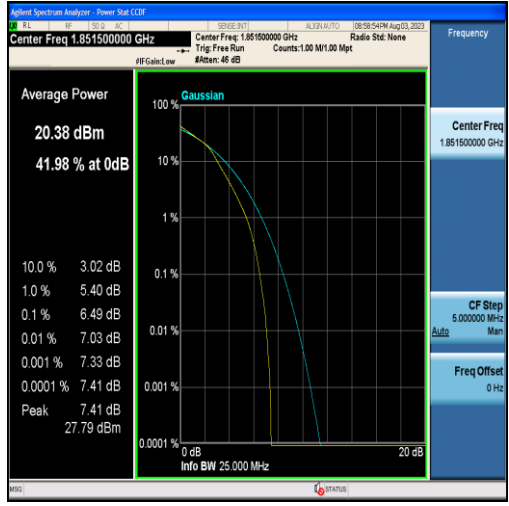 Agilent Spectrum Analyzer - Power Stat CCDF
RL RF 50 Ω AC SENSE:INT ALIGN AUTO 08:58:54 PM Aug 03, 2023
Center Freq 1.851500000 GHz
Center Freq: 1.851500000 GHz Radio Std: None
Trig: Free Run Counts:1.00 M/1.00 Mpt
#IFGain:Low #Atten: 46 dB
Frequency
Average Power
20.38 dBm
41.98 % at 0dB
10.0 % 3.02 dB
1.0 % 5.40 dB
0.1 % 6.49 dB
0.01 % 7.03 dB
0.001 % 7.33 dB
0.0001 % 7.41 dB
Peak 7.41 dB
27.79 dBm
Gaussian
100 %
10 %
1 %
0.1 %
0.01 %
0.001 %
0.0001 %
0 dB 20 dB
Info BW 25.000 MHz
Center Freq
1.851500000 GHz
CF Step
5.000000 MHz
Auto Man
Freq Offset
0 Hz
MSG STATUS